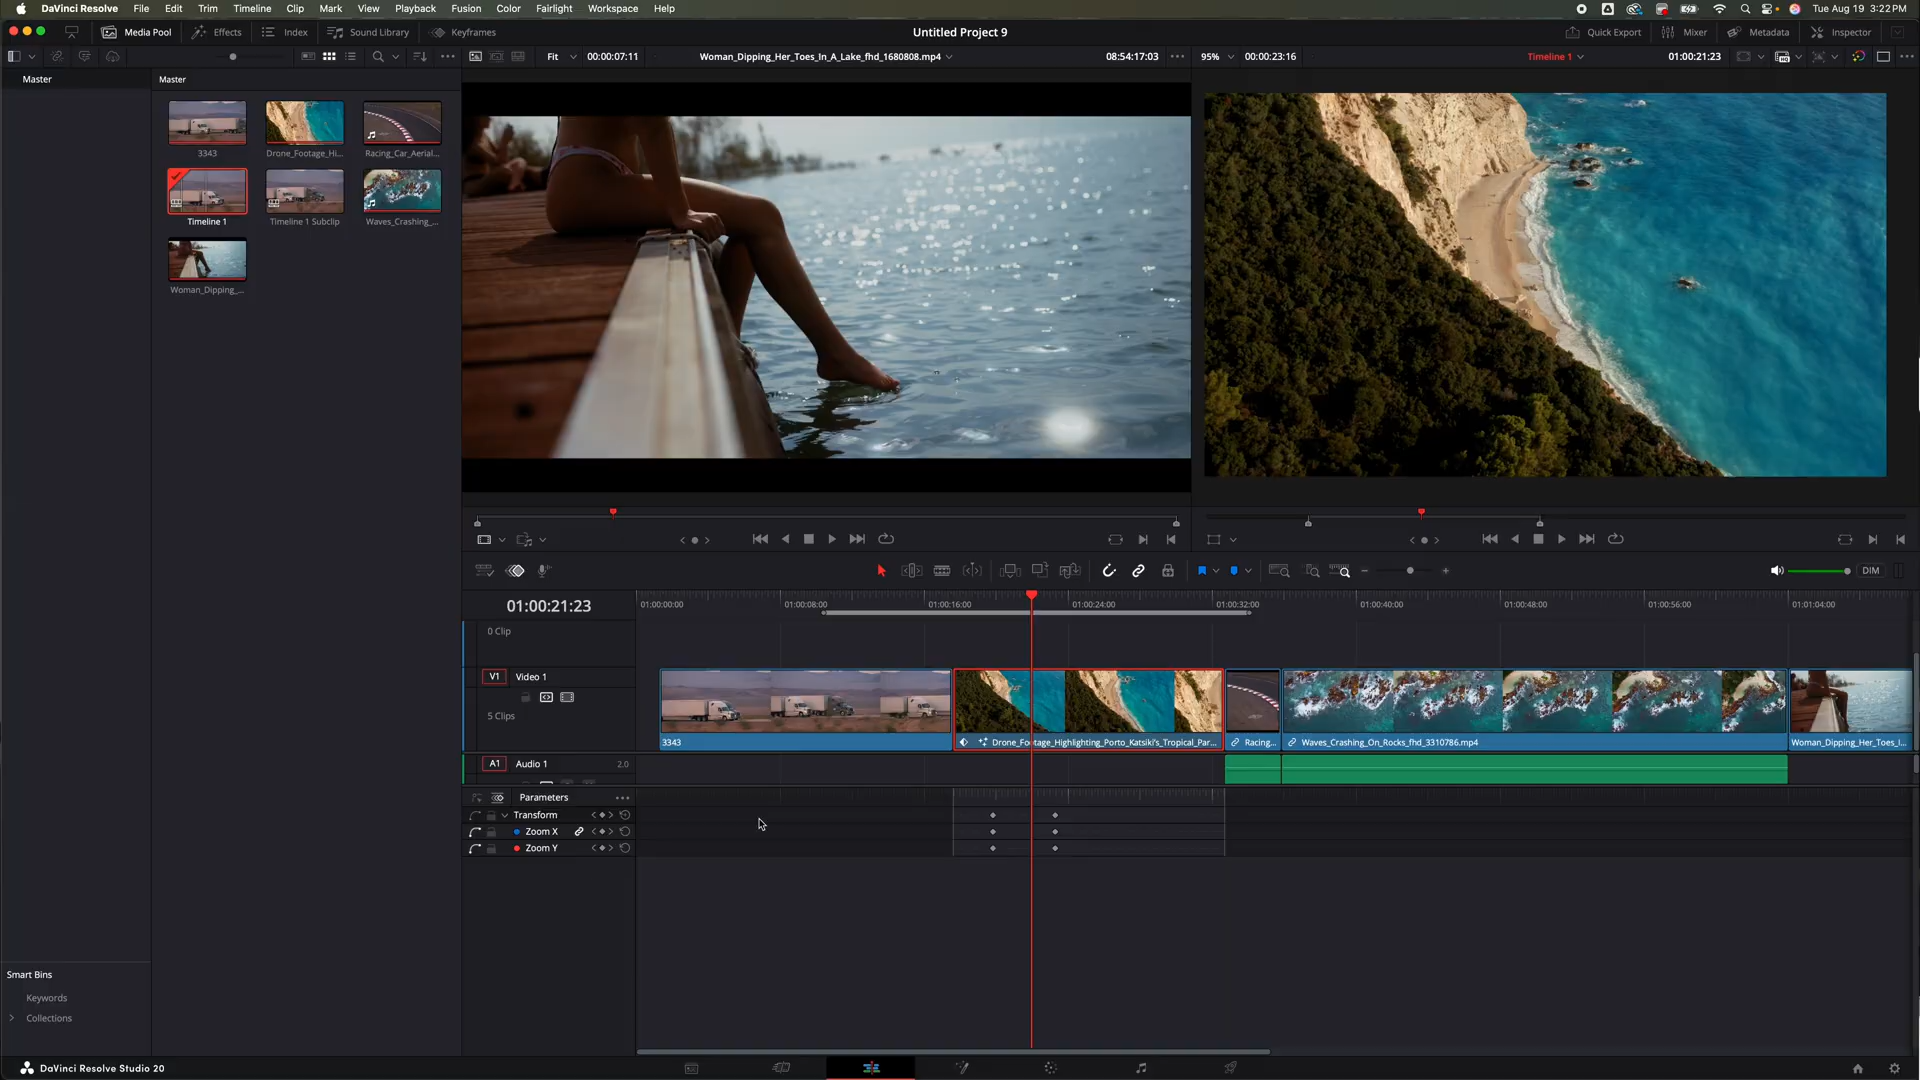 DaVinci Resolve File Edit Trim Timeline Clip Mark View Playback Fusion Color Fairlight Workspace Help Tue Aug 19 3:22 PM
Media Pool Effects Index Sound Library Keyframes Untitled Project 9 Quick Export Mixer Metadata Inspector
Fit 00:00:07:11 Woman_Dipping_Her_Toes_In_A_Lake_fhd_1680808.mp4 08:54:17:03 95% 00:00:23:16 Timeline 1 01:00:21:23
Master Master
3343 Drone_Footage_Hi... Racing_Car_Aerial...
Timeline 1 Timeline 1 Subclip Waves_Crashing_...
Woman_Dipping_...
DIM
01:00:21:23 01:00:00:00 01:00:08:00 01:00:16:00 01:00:24:00 01:00:32:00 01:00:40:00 01:00:48:00 01:00:56:00 01:01:04:00
0 Clip
V1 Video 1
5 Clips
3343 Drone_Footage_Highlighting_Porto_Katsiki's_Tropical_Par... Racing... Waves_Crashing_On_Rocks_fhd_3310786.mp4 Woman_Dipping_Her_Toes_I...
A1 Audio 1 2.0
Parameters
Transform
Zoom X
Zoom Y
Smart Bins
Keywords
Collections
DaVinci Resolve Studio 20